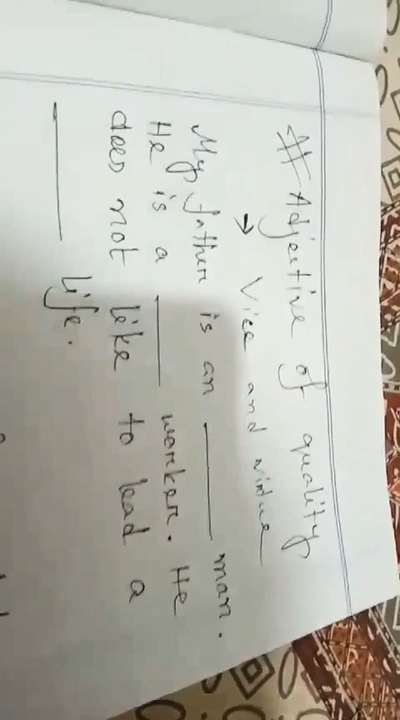 # Adjective of quality
→ Vice and virtue
My father is an ______ man.
He is a ______ worker. He
does not like to lead a
______ life.